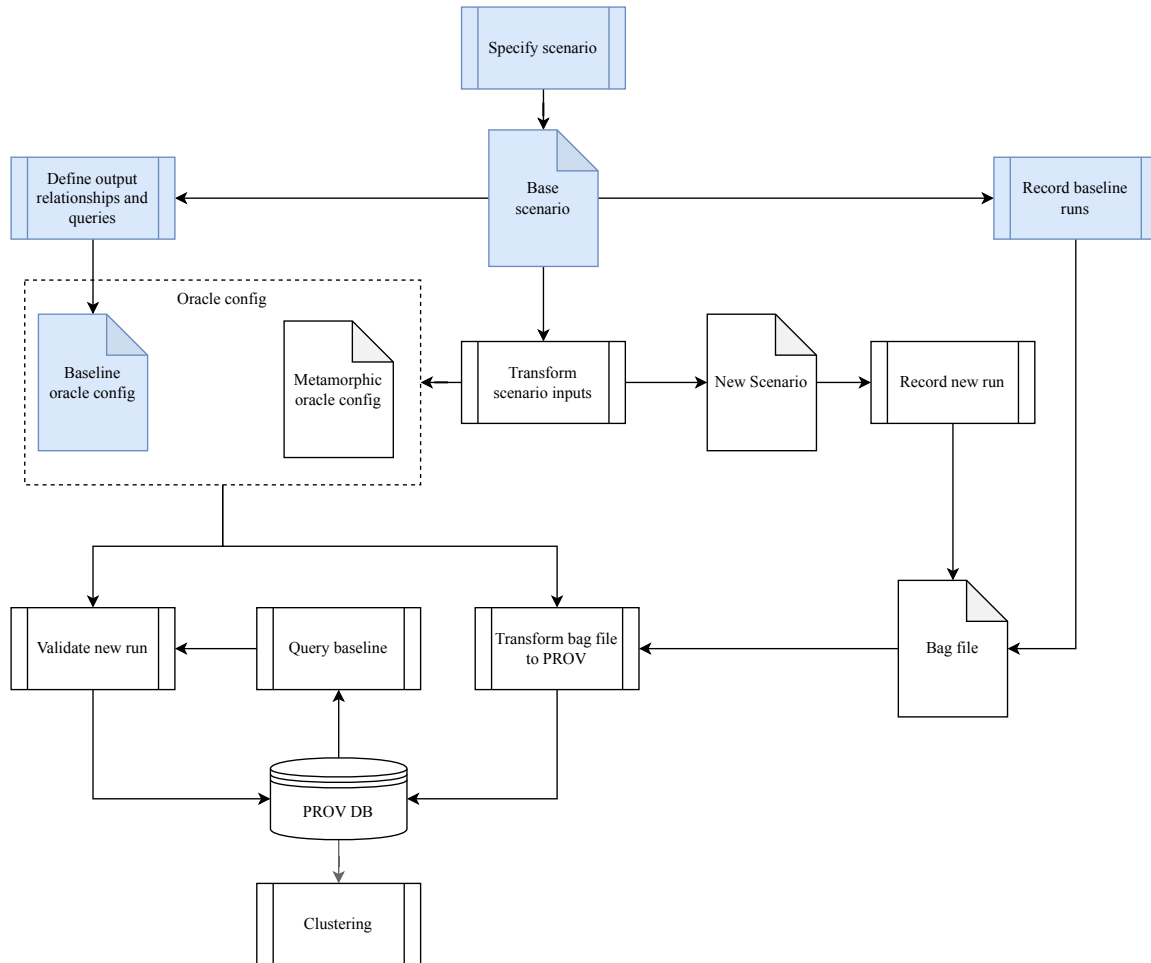 Specify scenario
Define output
relationships and
queries
Base
scenario
Record baseline
runs
Oracle config
Baseline
oracle config
Metamorphic
oracle config
Transform
scenario inputs
New Scenario
Record new run
Validate new run
Query baseline
Transform bag file
to PROV
Bag file
PROV DB
Clustering